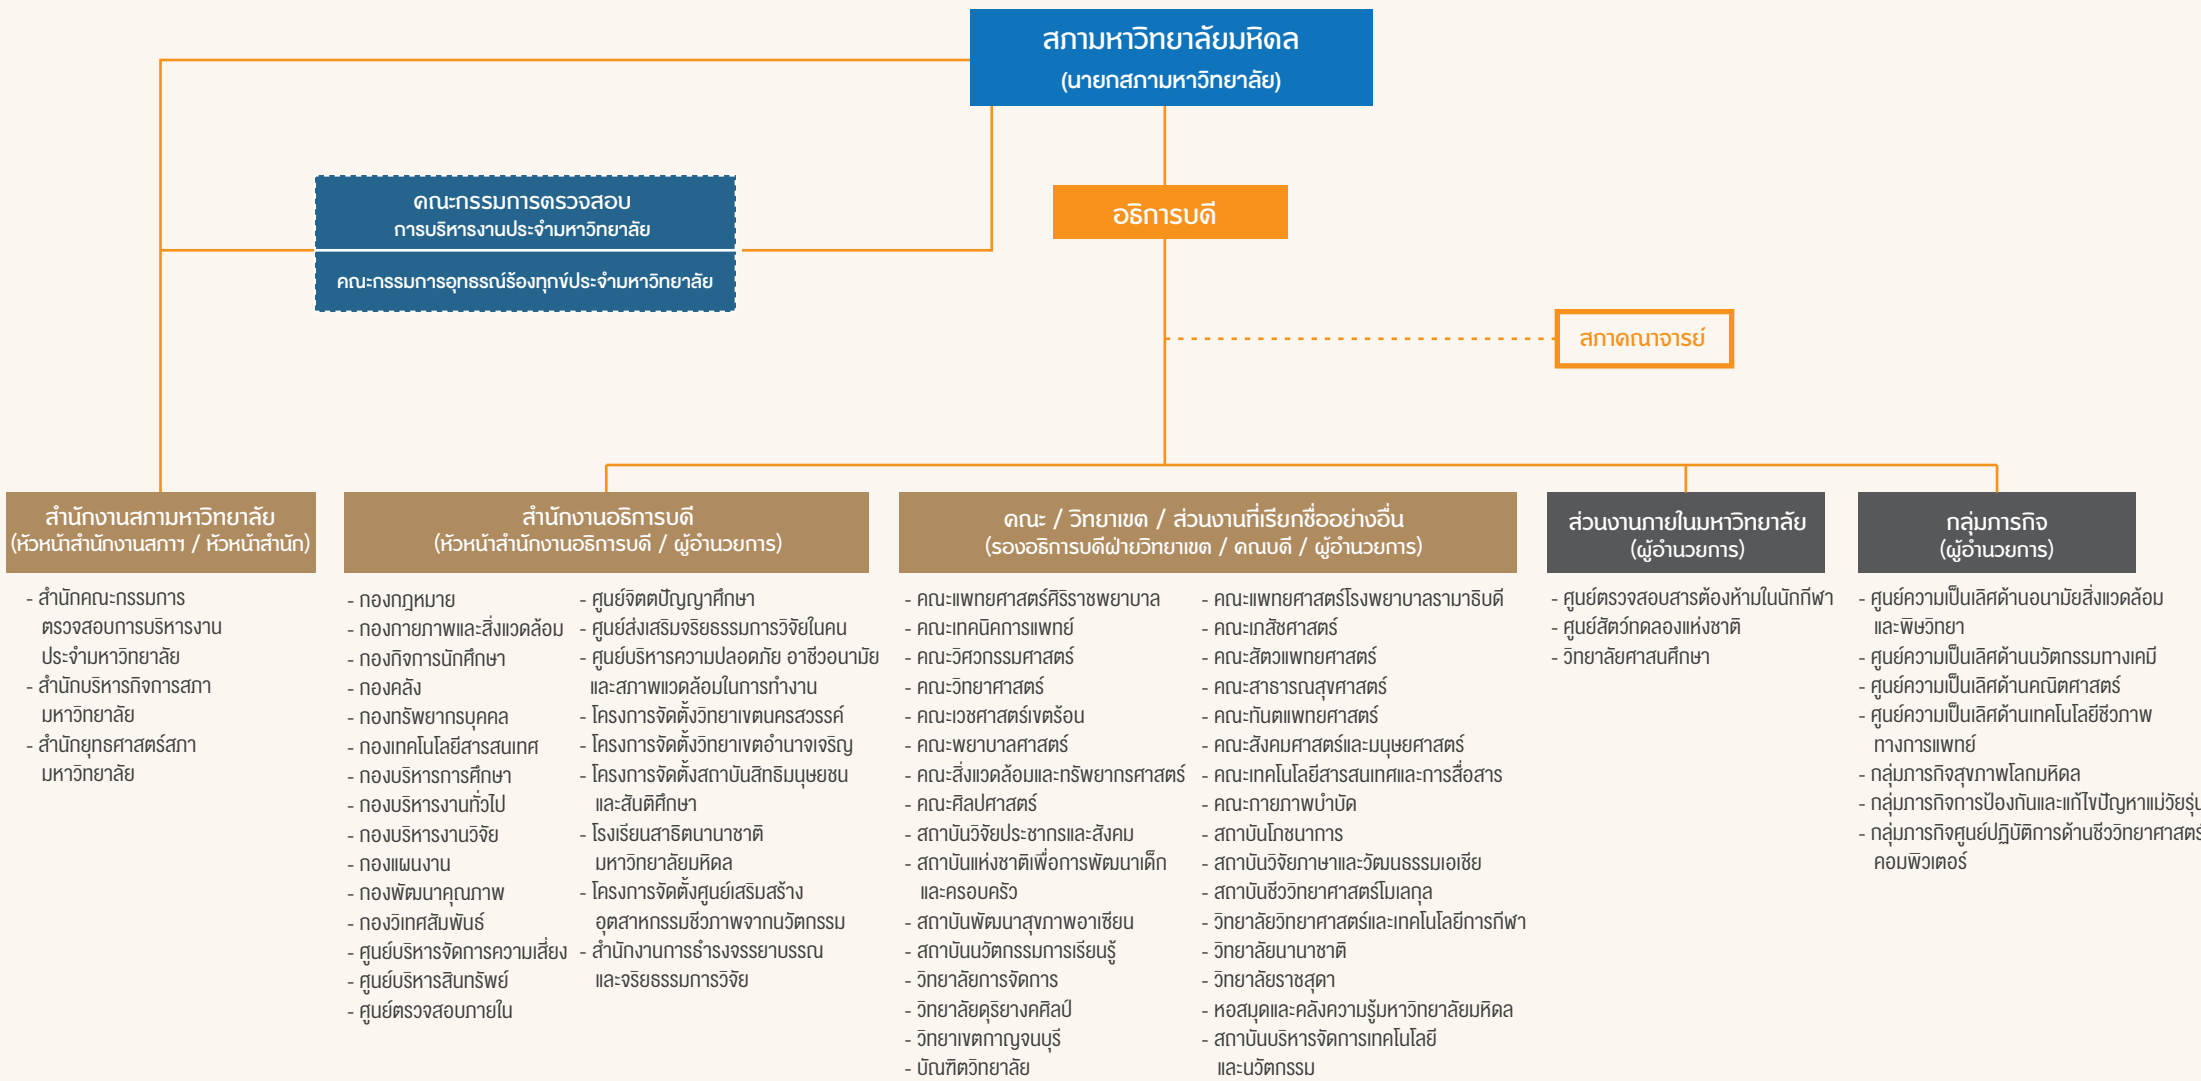 สภามหาวิทยาลัยมหิดล
(นายกสภามหาวิทยาลัย)
คณะกรรมการตรวจสอบ
การบริหารงานประจำมหาวิทยาลัย
คณะกรรมการอุทธรณ์ร้องทุกข์ประจำมหาวิทยาลัย
อธิการบดี
สภาคณาจารย์
สำนักงานสภามหาวิทยาลัย
(หัวหน้าสำนักงานสภาฯ / หัวหน้าสำนัก)
- สำนักคณะกรรมการ
ตรวจสอบการบริหารงาน
ประจำมหาวิทยาลัย
- สำนักบริหารกิจการสภา
มหาวิทยาลัย
- สำนักยุทธศาสตร์สภา
มหาวิทยาลัย
สำนักงานอธิการบดี
(หัวหน้าสำนักงานอธิการบดี / ผู้อำนวยการ)
- กองกฎหมาย
- กองกายภาพและสิ่งแวดล้อม
- กองกิจการนักศึกษา
- กองคลัง
- กองทรัพยากรบุคคล
- กองเทคโนโลยีสารสนเทศ
- กองบริหารการศึกษา
- กองบริหารงานทั่วไป
- กองบริหารงานวิจัย
- กองแผนงาน
- กองพัฒนาคุณภาพ
- กองวิเทศสัมพันธ์
- ศูนย์บริหารจัดการความเสี่ยง
- ศูนย์บริหารสินทรัพย์
- ศูนย์ตรวจสอบภายใน
- ศูนย์จิตตปัญญาศึกษา
- ศูนย์ส่งเสริมจริยธรรมการวิจัยในคน
- ศูนย์บริหารความปลอดภัย อาชีวอนามัย
และสภาพแวดล้อมในการทำงาน
- โครงการจัดตั้งวิทยาเขตนครสวรรค์
- โครงการจัดตั้งวิทยาเขตอำนาจเจริญ
- โครงการจัดตั้งสถาบันสิทธิมนุษยชน
และสันติศึกษา
- โรงเรียนสาธิตนานาชาติ
มหาวิทยาลัยมหิดล
- โครงการจัดตั้งศูนย์เสริมสร้าง
อุตสาหกรรมชีวภาพจากนวัตกรรม
- สำนักงานการธำรงจรรยาบรรณ
และจริยธรรมการวิจัย
คณะ / วิทยาเขต / ส่วนงานที่เรียกชื่ออย่างอื่น
(รองอธิการบดีฝ่ายวิทยาเขต / คณบดี / ผู้อำนวยการ)
- คณะแพทยศาสตร์ศิริราชพยาบาล
- คณะเทคนิคการแพทย์
- คณะวิศวกรรมศาสตร์
- คณะวิทยาศาสตร์
- คณะเวชศาสตร์เขตร้อน
- คณะพยาบาลศาสตร์
- คณะสิ่งแวดล้อมและทรัพยากรศาสตร์
- คณะศิลปศาสตร์
- สถาบันวิจัยประชากรและสังคม
- สถาบันแห่งชาติเพื่อการพัฒนาเด็ก
และครอบครัว
- สถาบันพัฒนาสุขภาพอาเซียน
- สถาบันนวัตกรรมการเรียนรู้
- วิทยาลัยการจัดการ
- วิทยาลัยดุริยางคศิลป์
- วิทยาเขตกาญจนบุรี
- บัณฑิตวิทยาลัย
- คณะแพทยศาสตร์โรงพยาบาลรามาธิบดี
- คณะเภสัชศาสตร์
- คณะสัตวแพทยศาสตร์
- คณะสาธารณสุขศาสตร์
- คณะทันตแพทยศาสตร์
- คณะสังคมศาสตร์และมนุษยศาสตร์
- คณะเทคโนโลยีสารสนเทศและการสื่อสาร
- คณะกายภาพบำบัด
- สถาบันโภชนาการ
- สถาบันวิจัยภาษาและวัฒนธรรมเอเชีย
- สถาบันชีววิทยาศาสตร์โมเลกุล
- วิทยาลัยวิทยาศาสตร์และเทคโนโลยีการกีฬา
- วิทยาลัยนานาชาติ
- วิทยาลัยราชสุดา
- หอสมุดและคลังความรู้มหาวิทยาลัยมหิดล
- สถาบันบริหารจัดการเทคโนโลยี
และนวัตกรรม
ส่วนงานภายในมหาวิทยาลัย
(ผู้อำนวยการ)
- ศูนย์ตรวจสอบสารต้องห้ามในนักกีฬา
- ศูนย์สัตว์ทดลองแห่งชาติ
- วิทยาลัยศาสนศึกษา
กลุ่มภารกิจ
(ผู้อำนวยการ)
- ศูนย์ความเป็นเลิศด้านอนามัยสิ่งแวดล้อม
และพิษวิทยา
- ศูนย์ความเป็นเลิศด้านนวัตกรรมทางเคมี
- ศูนย์ความเป็นเลิศด้านคณิตศาสตร์
- ศูนย์ความเป็นเลิศด้านเทคโนโลยีชีวภาพ
ทางการแพทย์
- กลุ่มภารกิจสุขภาพโลกมหิดล
- กลุ่มภารกิจการป้องกันและแก้ไขปัญหาแม่วัยรุ่น
- กลุ่มภารกิจศูนย์ปฏิบัติการด้านชีววิทยาศาสตร์
คอมพิวเตอร์